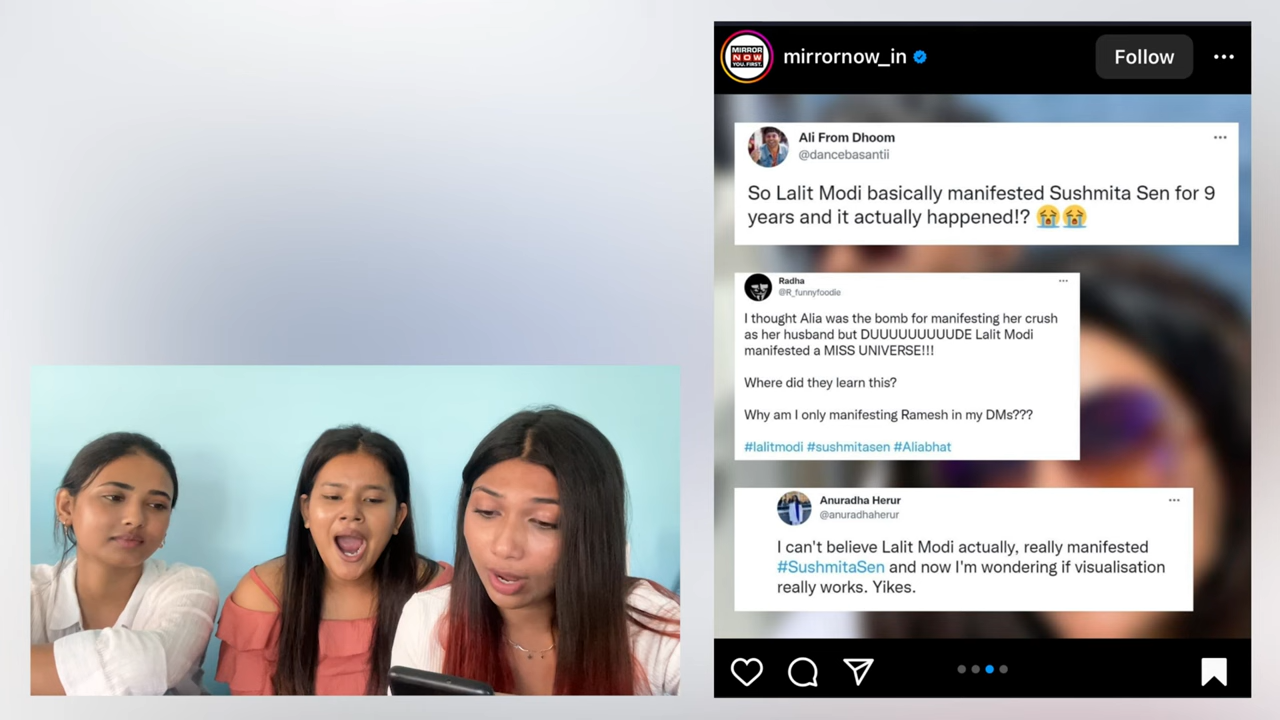 MIRROR
NOW
YOU. FIRST.
mirrornow_in
Follow
Ali From Dhoom
@dancebasantii
So Lalit Modi basically manifested Sushmita Sen for 9
years and it actually happened!? 😭😭
Radha
@R_funnyfoodie
I thought Alia was the bomb for manifesting her crush
as her husband but DUUUUUUUUUDE Lalit Modi
manifested a MISS UNIVERSE!!!
Where did they learn this?
Why am I only manifesting Ramesh in my DMs???
#lalitmodi #sushmitasen #Aliabhat
Anuradha Herur
@anuradhaherur
I can't believe Lalit Modi actually, really manifested
#SushmitaSen and now I'm wondering if visualisation
really works. Yikes.